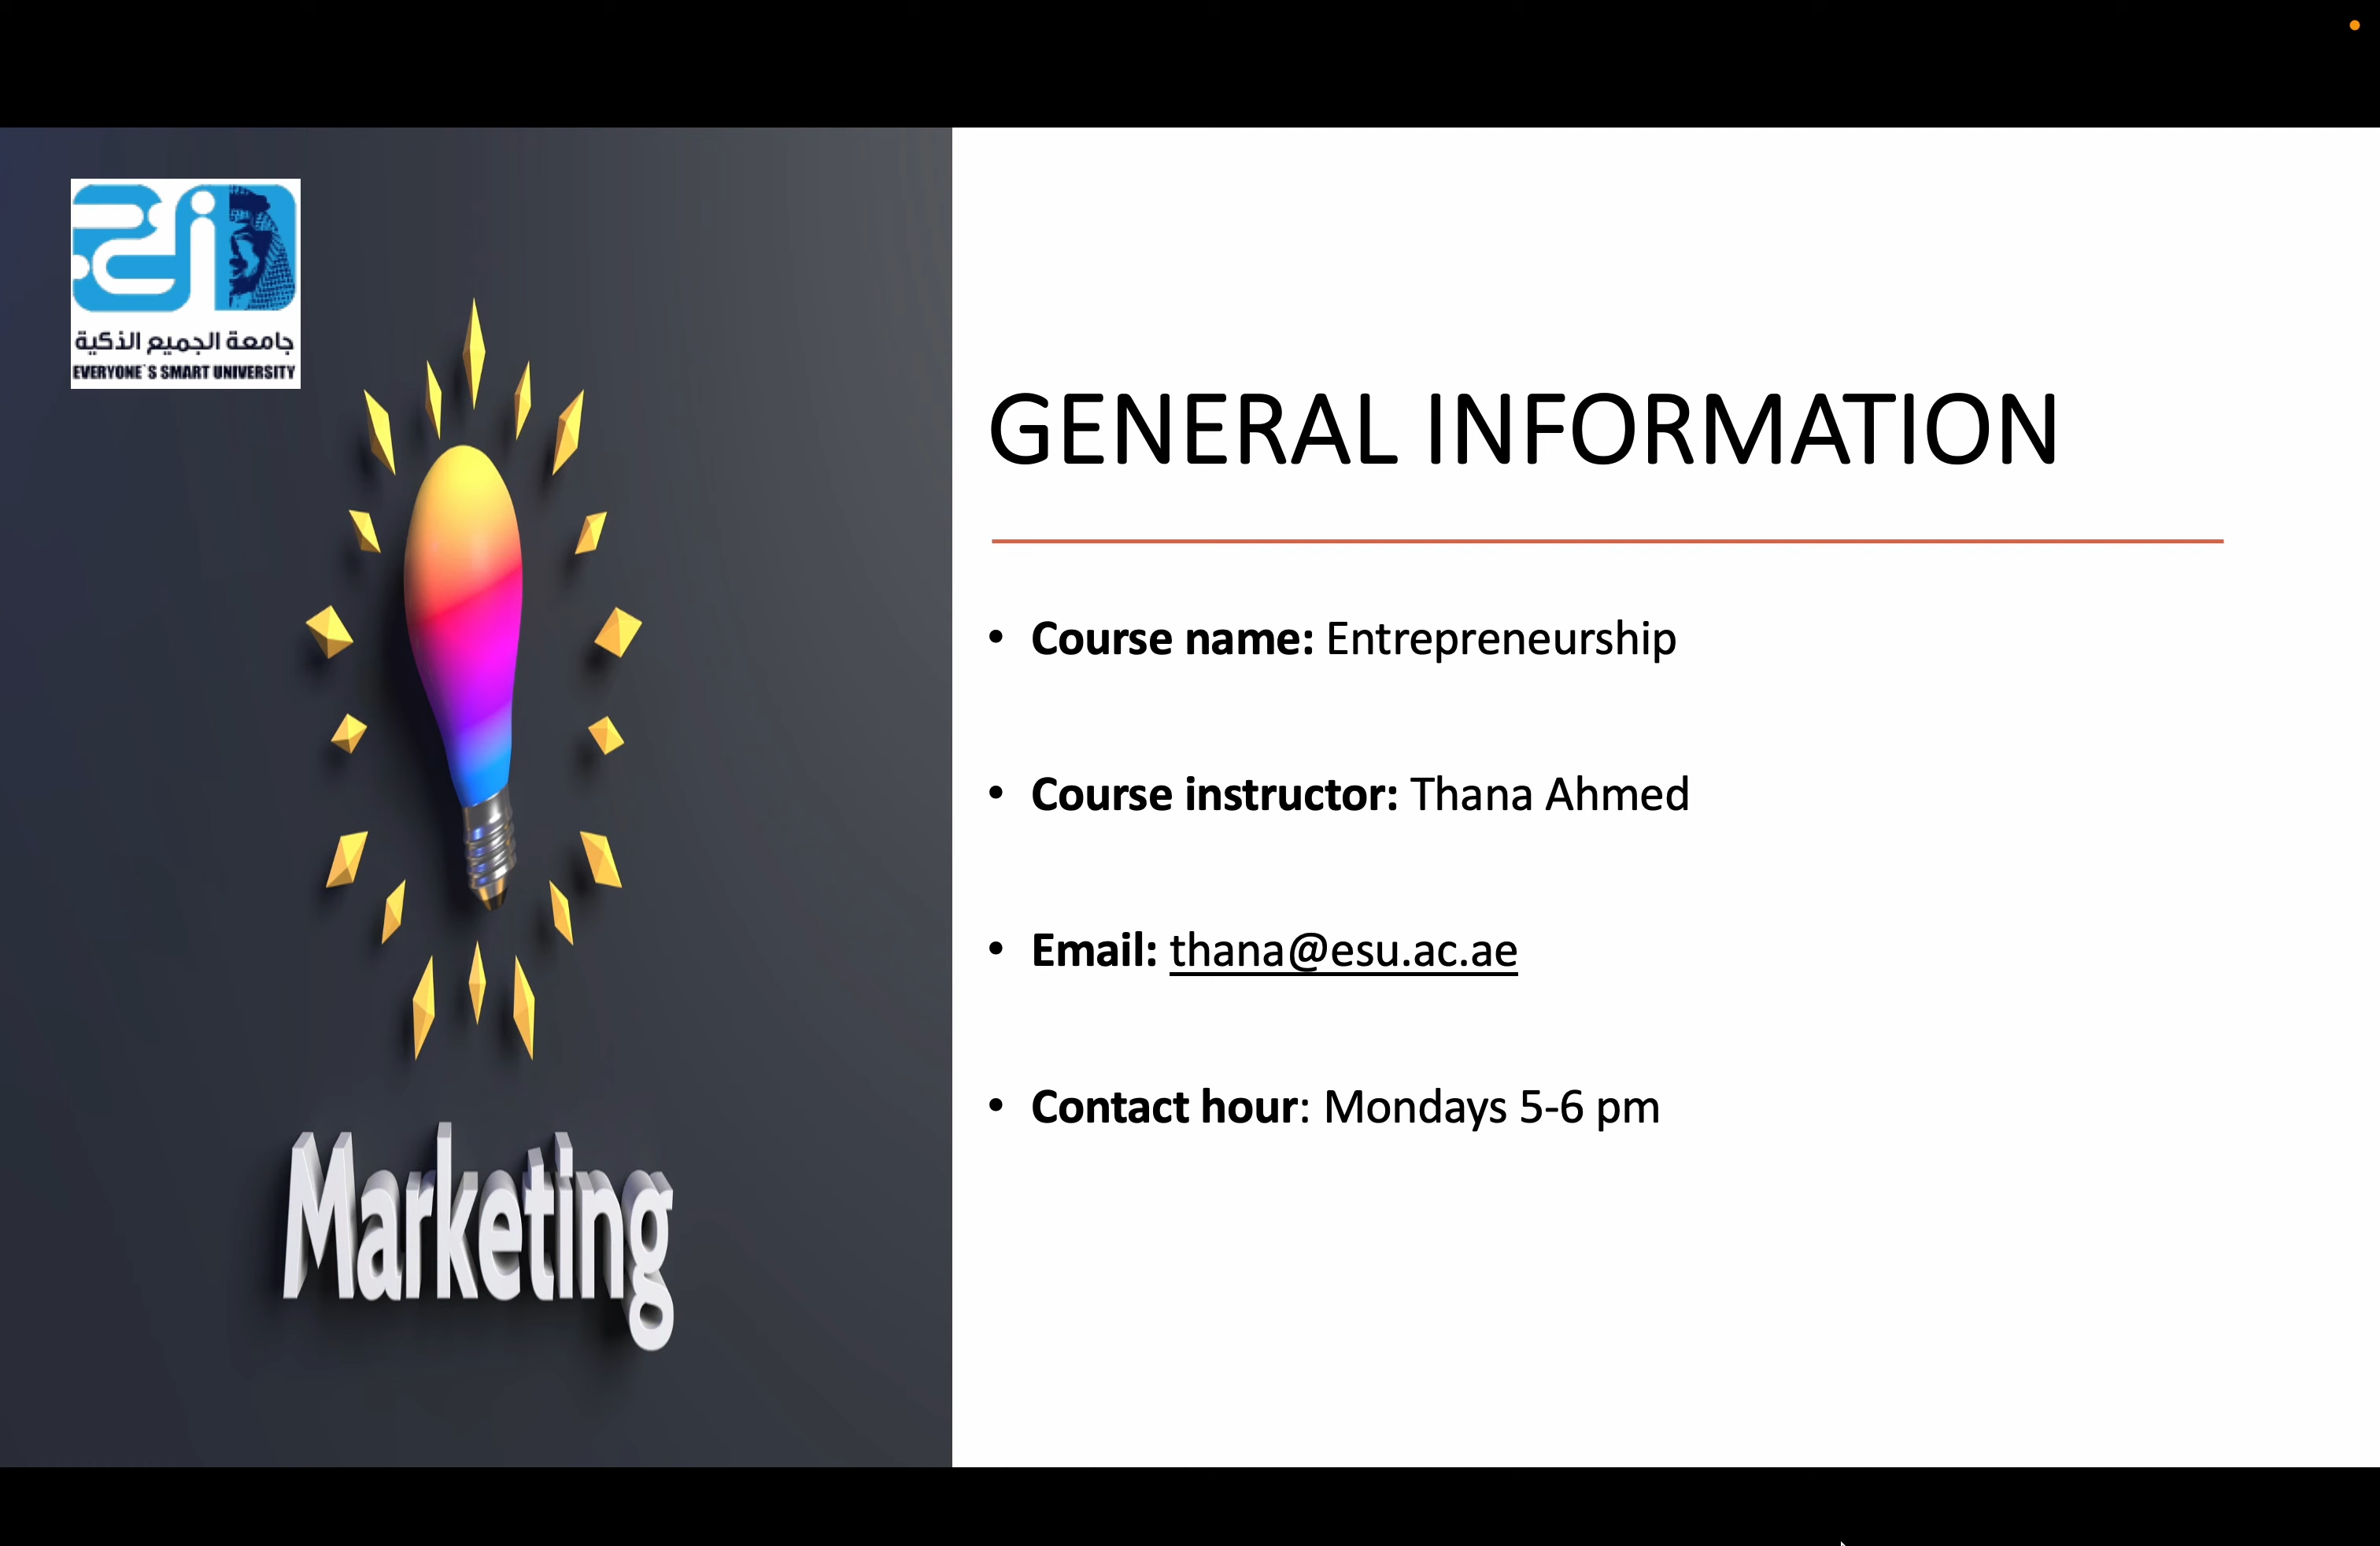 جامعة الجميع الذكية
EVERYONE`S SMART UNIVERSITY
Marketing
GENERAL INFORMATION
• Course name: Entrepreneurship
• Course instructor: Thana Ahmed
• Email: thana@esu.ac.ae
• Contact hour: Mondays 5-6 pm